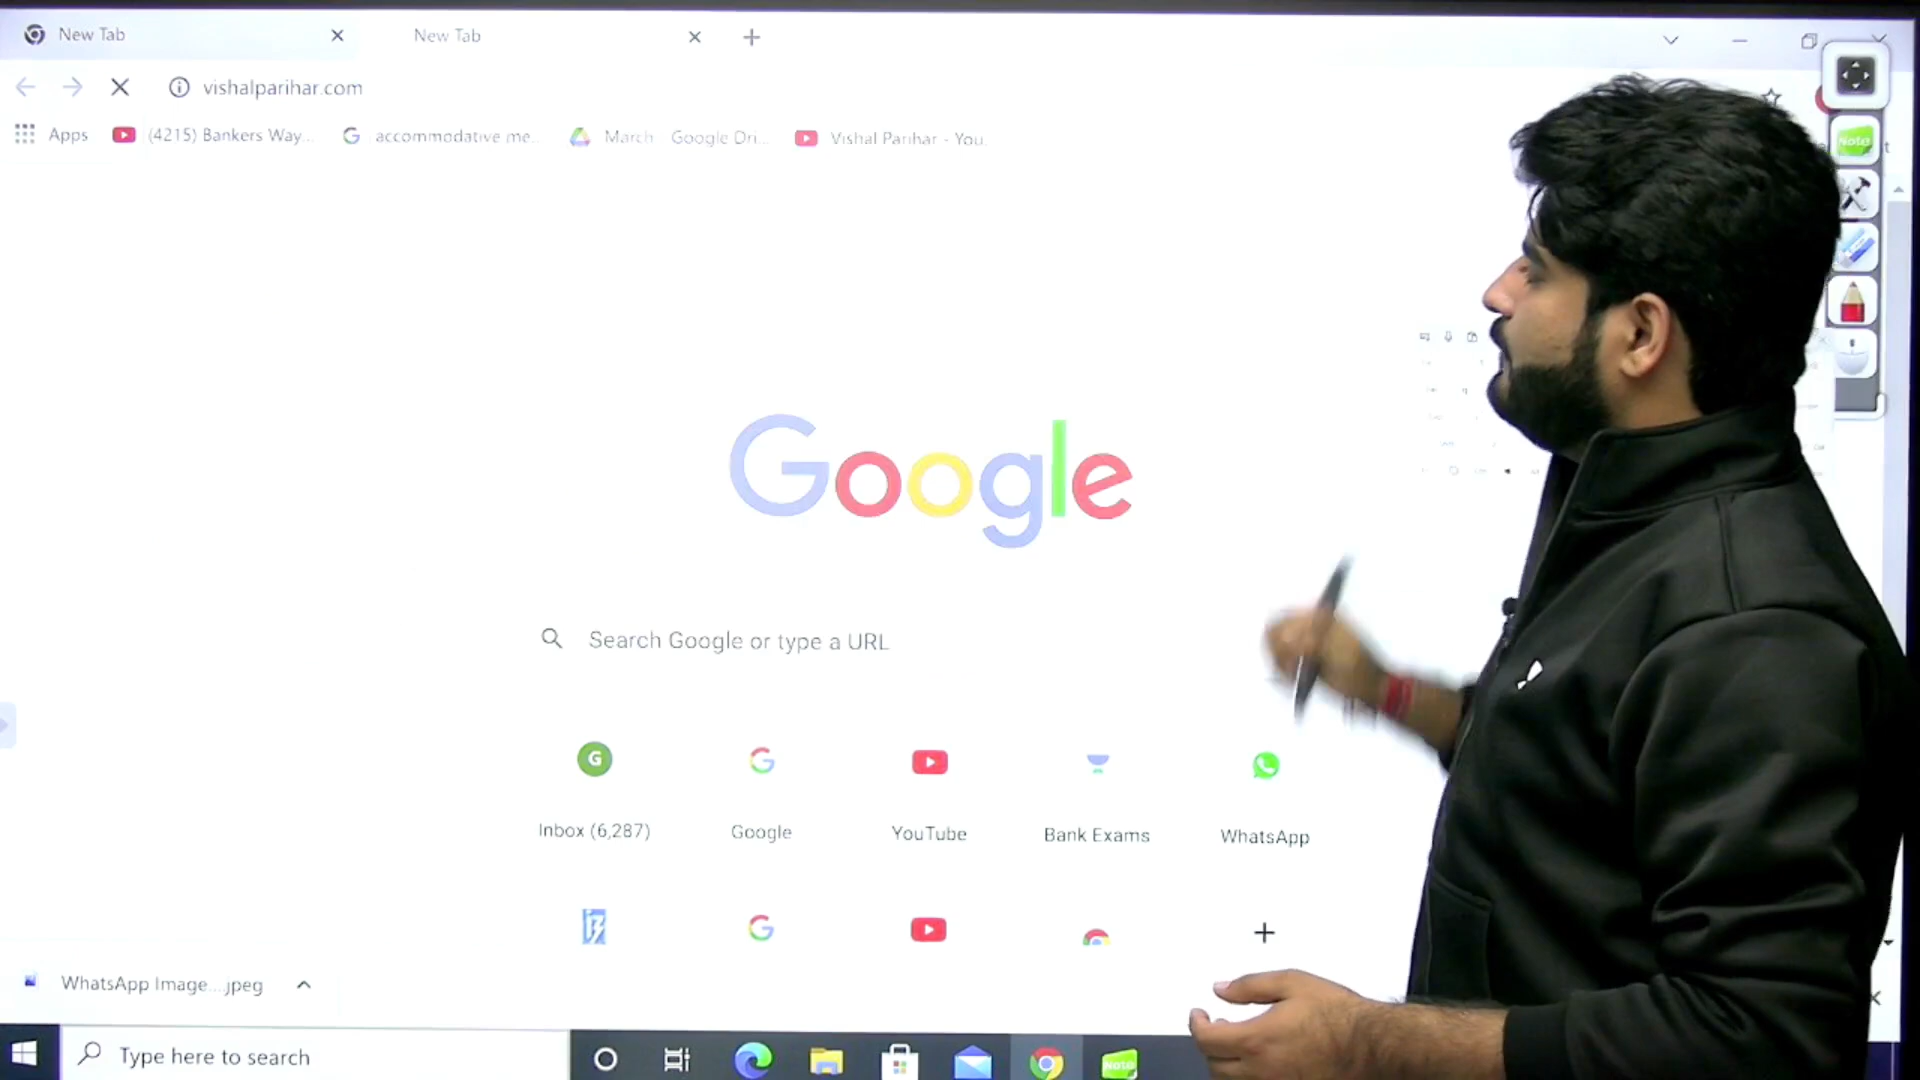 New Tab
New Tab
vishalparihar.com
Apps
(4215) Bankers Way...
accommodative me...
March
Google Dri...
Vishal Parihar - You.
Note
Google
Search Google or type a URL
G
Inbox (6,287)
Google
YouTube
Bank Exams
WhatsApp
WhatsApp Image....jpeg
Type here to search
Note